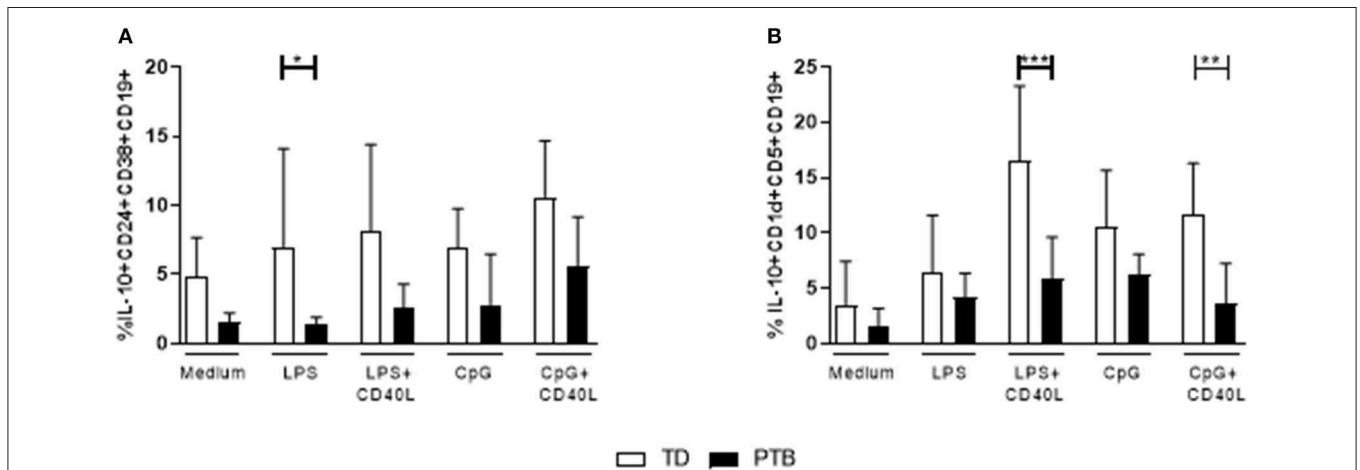 A
%IL-10+CD24+CD38+CD19+
20
15
10
5
0
*
Medium
LPS
LPS+
CD40L
CpG
CpG+
CD40L
B
% IL-10+CD1d+CD5+CD19+
25
20
15
10
5
0
***
**
Medium
LPS
LPS+
CD40L
CpG
CpG+
CD40L
TD PTB